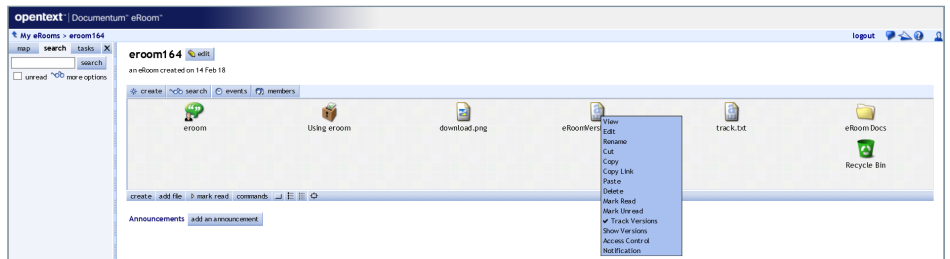 opentext™ | Documentum™ eRoom™
My eRooms > eroom164
logout
map search tasks X
search
unread more options
eroom164 edit
an eRoom created on 14 Feb 18
create search events members
eroom
Using eroom
download.png
eRoomVers
track.txt
eRoom Docs
Recycle Bin
View
Edit
Rename
Cut
Copy
Copy Link
Paste
Delete
Mark Read
Mark Unread
✔ Track Versions
Show Versions
Access Control
Notification
create add file mark read commands
Announcements add an announcement